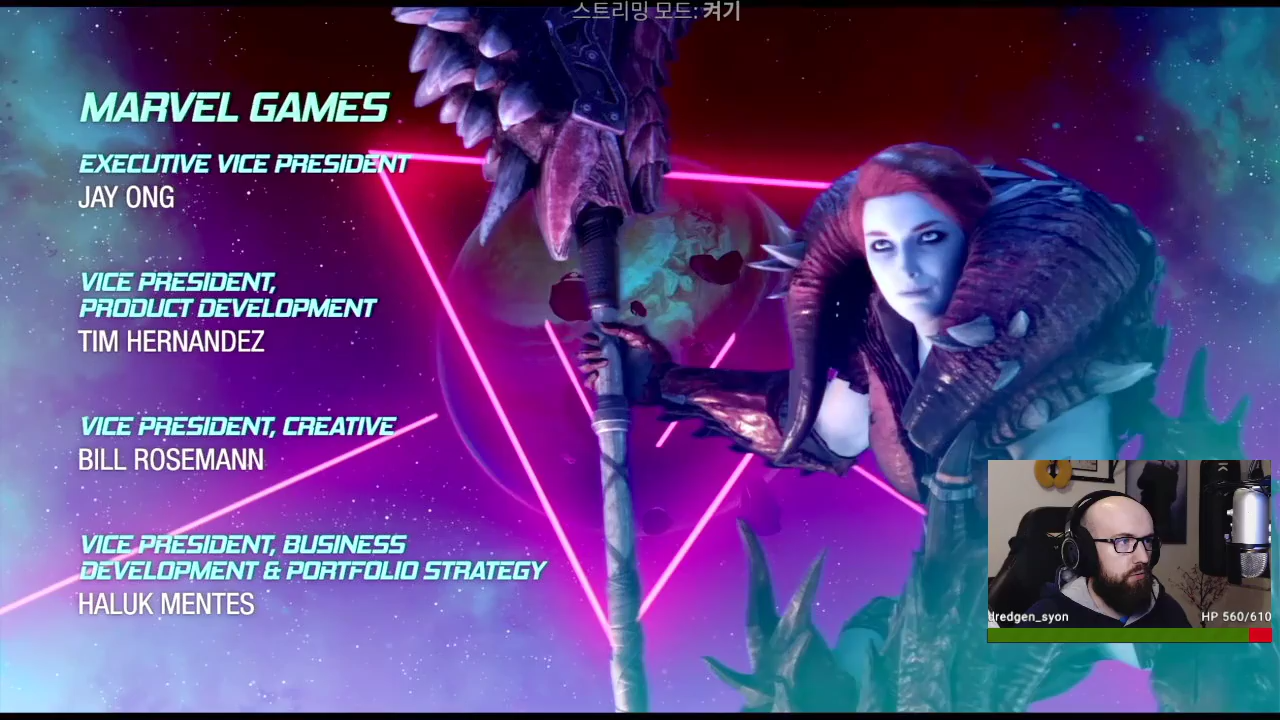 스트리밍 모드: 켜기
MARVEL GAMES
EXECUTIVE VICE PRESIDENT
JAY ONG
VICE PRESIDENT,
PRODUCT DEVELOPMENT
TIM HERNANDEZ
VICE PRESIDENT, CREATIVE
BILL ROSEMANN
VICE PRESIDENT, BUSINESS
DEVELOPMENT & PORTFOLIO STRATEGY
HALUK MENTES
dredgen_syon HP 560/610